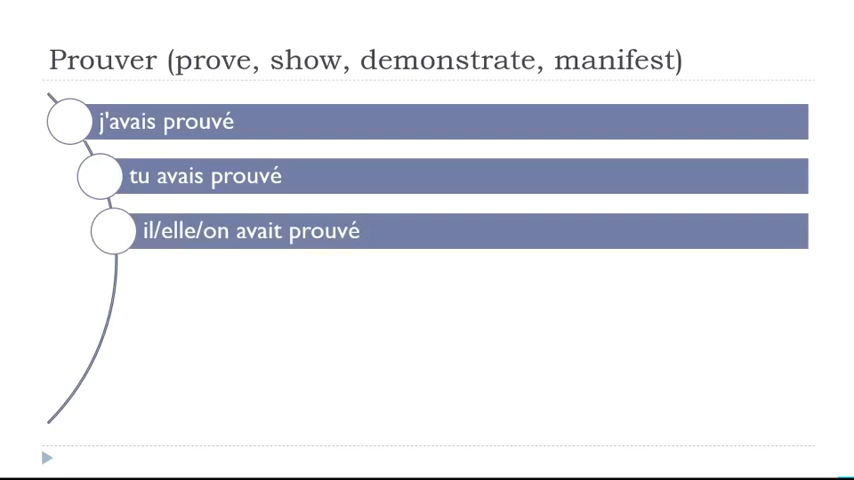 Prouver (prove, show, demonstrate, manifest)
j'avais prouvé
tu avais prouvé
il/elle/on avait prouvé